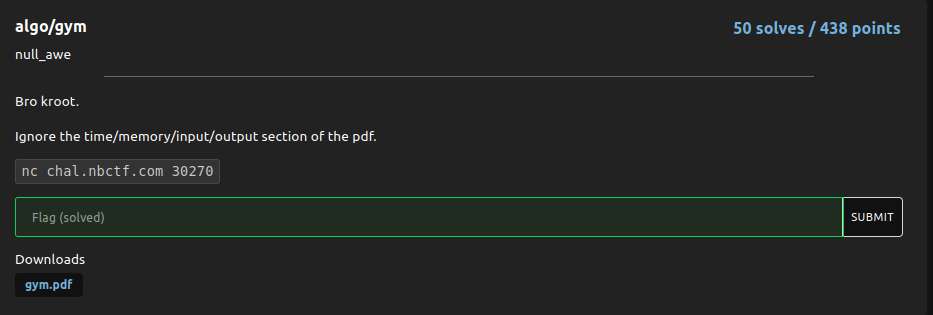 algo/gym
50 solves / 438 points
null_awe
Bro kroot.
Ignore the time/memory/input/output section of the pdf.
nc chal.nbctf.com 30270
Flag (solved)
SUBMIT
Downloads
gym.pdf